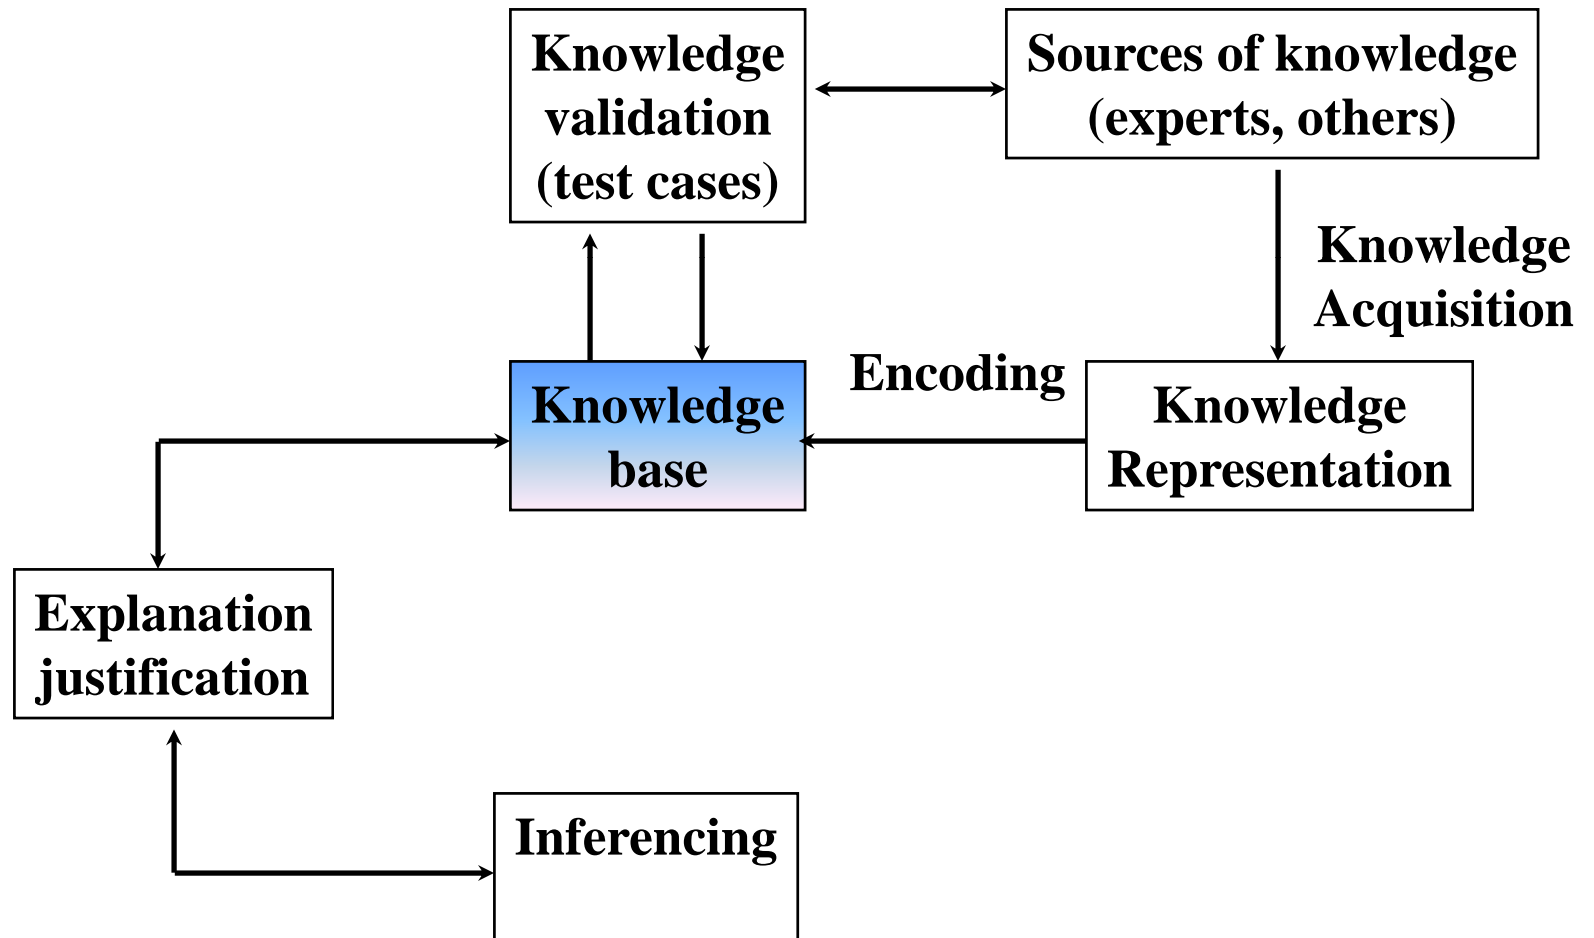 Knowledge
validation
(test cases)
Sources of knowledge
(experts, others)
Knowledge
Acquisition
Encoding
Knowledge
base
Knowledge
Representation
Explanation
justification
Inferencing